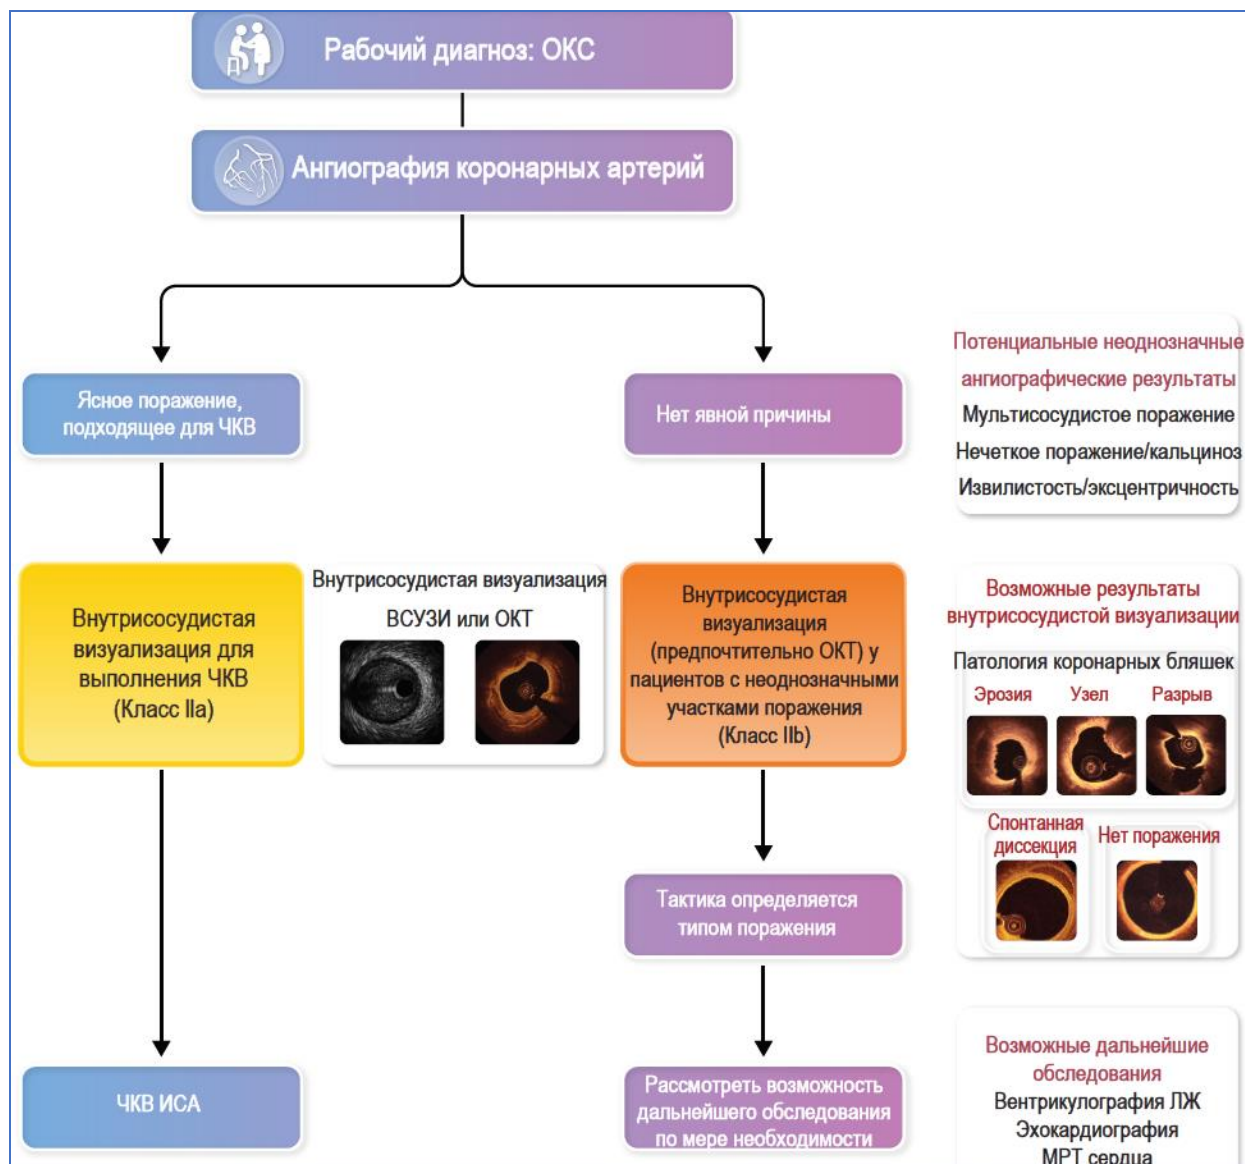 Рабочий диагноз: ОКС
Ангиография коронарных артерий
Ясное поражение,
подходящее для ЧКВ
Нет явной причины
Потенциальные неоднозначные
ангиографические результаты
Мультисосудистое поражение
Нечеткое поражение/кальциноз
Извилистость/эксцентричность
Внутрисосудистая
визуализация для
выполнения ЧКВ
(Класс IIa)
Внутрисосудистая визуализация
ВСУЗИ или ОКТ
Внутрисосудистая
визуализация
(предпочтительно ОКТ) у
пациентов с неоднозначными
участками поражения
(Класс IIb)
Возможные результаты
внутрисосудистой визуализации
Патология коронарных бляшек
Эрозия Узел Разрыв
Спонтанная
диссекция
Нет поражения
Тактика определяется
типом поражения
ЧКВ ИСА
Рассмотреть возможность
дальнейшего обследования
по мере необходимости
Возможные дальнейшие
обследования
Вентрикулография ЛЖ
Эхокардиография
МРТ сердца